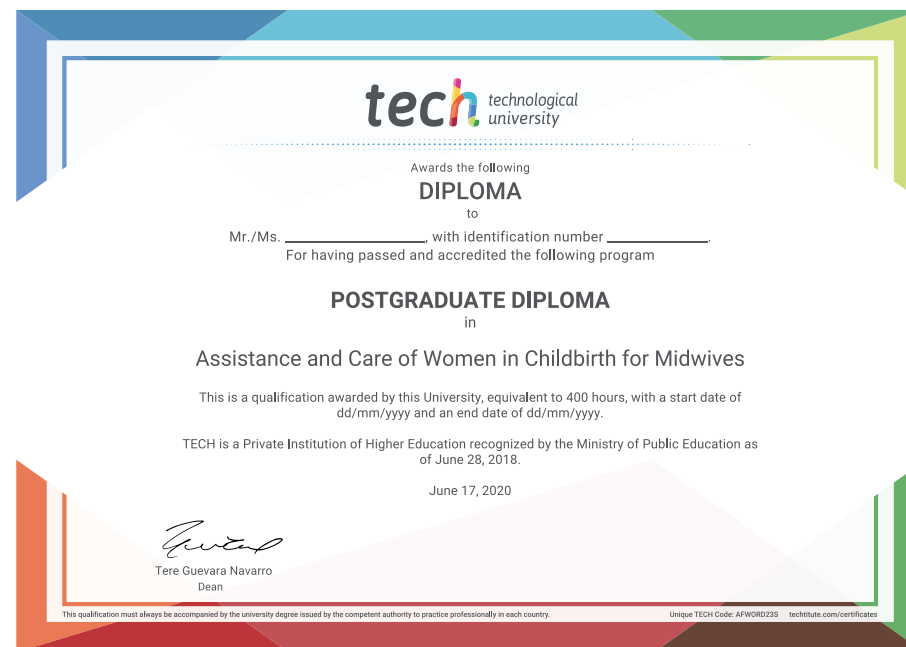 tech technological
university
Awards the following
DIPLOMA
to
Mr./Ms. ____________, with identification number ____________.
For having passed and accredited the following program
POSTGRADUATE DIPLOMA
in
Assistance and Care of Women in Childbirth for Midwives
This is a qualification awarded by this University, equivalent to 400 hours, with a start date of
dd/mm/yyyy and an end date of dd/mm/yyyy.
TECH is a Private Institution of Higher Education recognized by the Ministry of Public Education as
of June 28, 2018.
June 17, 2020
Tere Guevara Navarro
Dean
This qualification must always be accompanied by the university degree issued by the competent authority to practice professionally in each country. Unique TECH Code: AFWORD23S techtitute.com/certificates